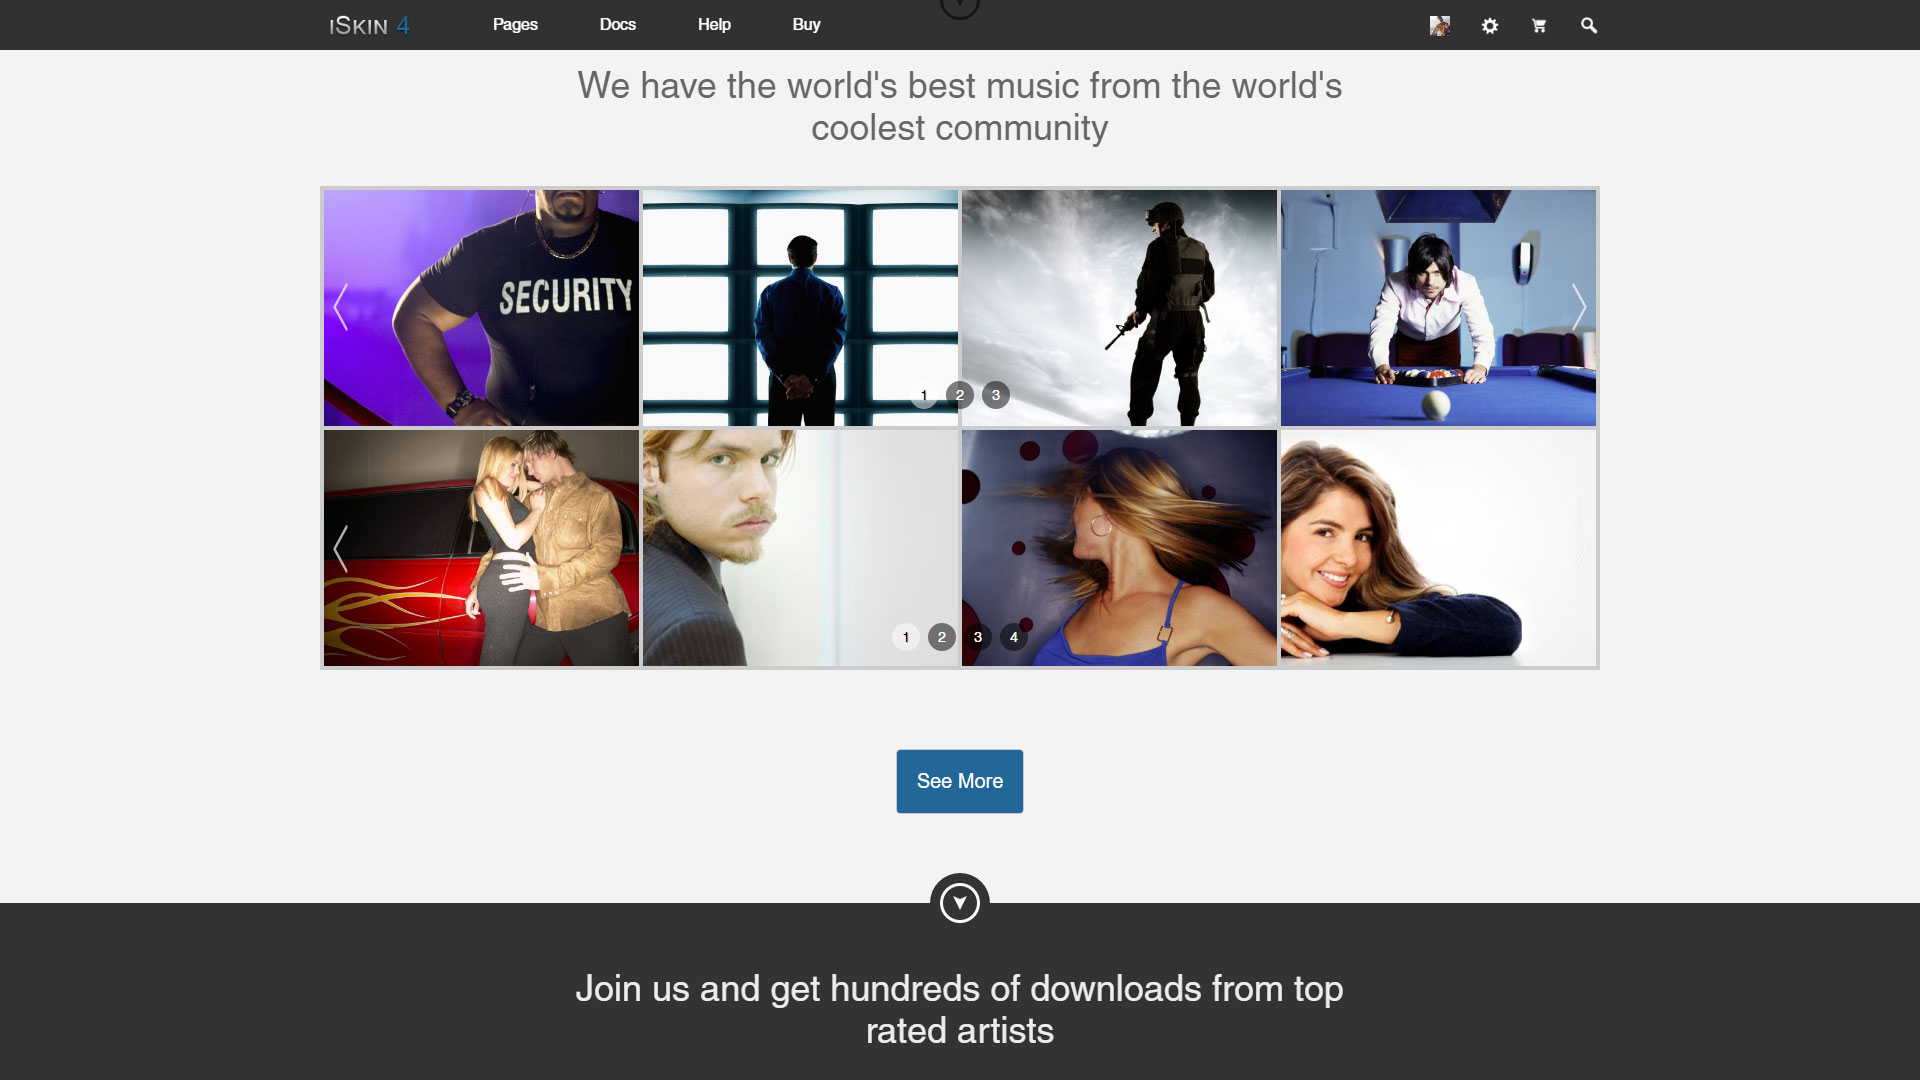 iSkin 4
Pages
Docs
Help
Buy
We have the world's best music from the world's
coolest community
SECURITY
1
2
3
1
2
3
4
See More
Join us and get hundreds of downloads from top
rated artists